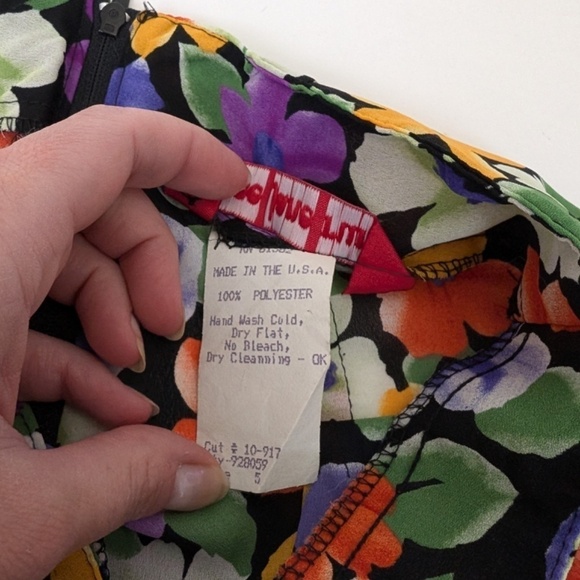 MADE IN THE U.S.A.
100% POLYESTER
Hand Wash Cold,
Dry Flat,
No Bleach,
Dry Cleanning - OK
Cut # 10-917
-928059
5